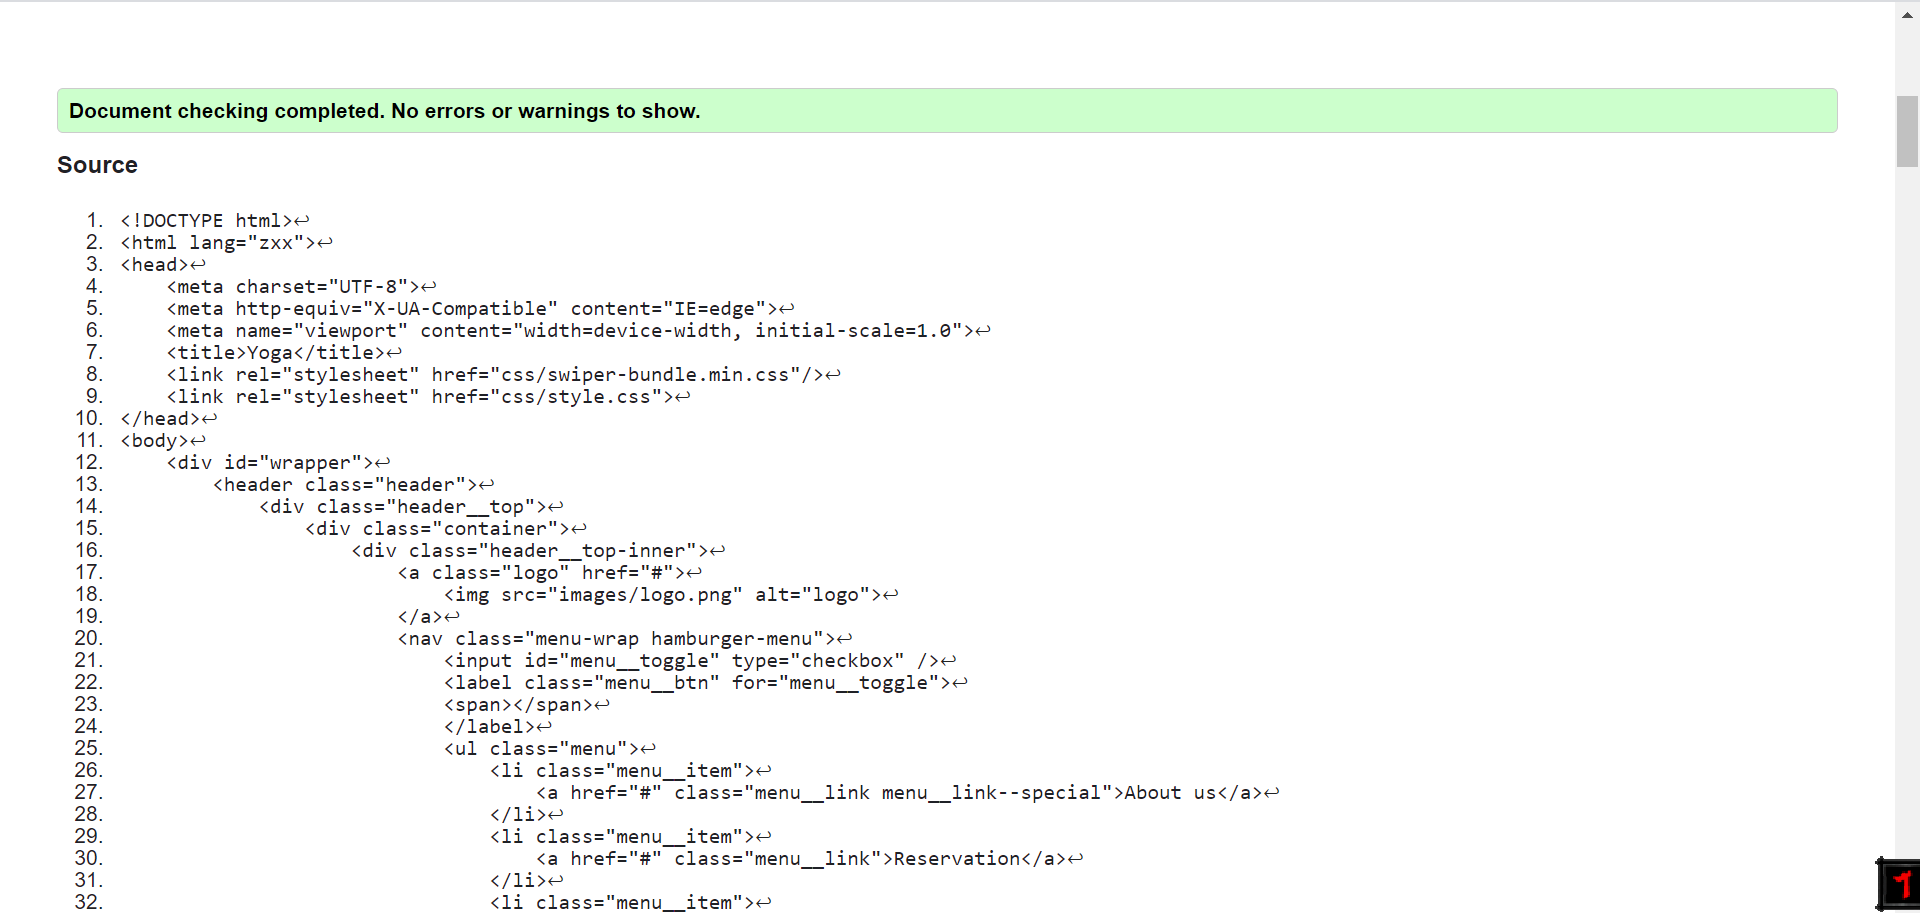 Document checking completed. No errors or warnings to show.
Source
1. <!DOCTYPE html>↩
2. <html lang="zxx">↩
3. <head>↩
4.     <meta charset="UTF-8">↩
5.     <meta http-equiv="X-UA-Compatible" content="IE=edge">↩
6.     <meta name="viewport" content="width=device-width, initial-scale=1.0">↩
7.     <title>Yoga</title>↩
8.     <link rel="stylesheet" href="css/swiper-bundle.min.css"/>↩
9.     <link rel="stylesheet" href="css/style.css">↩
10. </head>↩
11. <body>↩
12.     <div id="wrapper">↩
13.         <header class="header">↩
14.             <div class="header__top">↩
15.                 <div class="container">↩
16.                     <div class="header__top-inner">↩
17.                         <a class="logo" href="#">↩
18.                             <img src="images/logo.png" alt="logo">↩
19.                         </a>↩
20.                         <nav class="menu-wrap hamburger-menu">↩
21.                             <input id="menu__toggle" type="checkbox" />↩
22.                             <label class="menu__btn" for="menu__toggle">↩
23.                             <span></span>↩
24.                             </label>↩
25.                             <ul class="menu">↩
26.                                 <li class="menu__item">↩
27.                                     <a href="#" class="menu__link menu__link--special">About us</a>↩
28.                                 </li>↩
29.                                 <li class="menu__item">↩
30.                                     <a href="#" class="menu__link">Reservation</a>↩
31.                                 </li>↩
32.                                 <li class="menu__item">↩